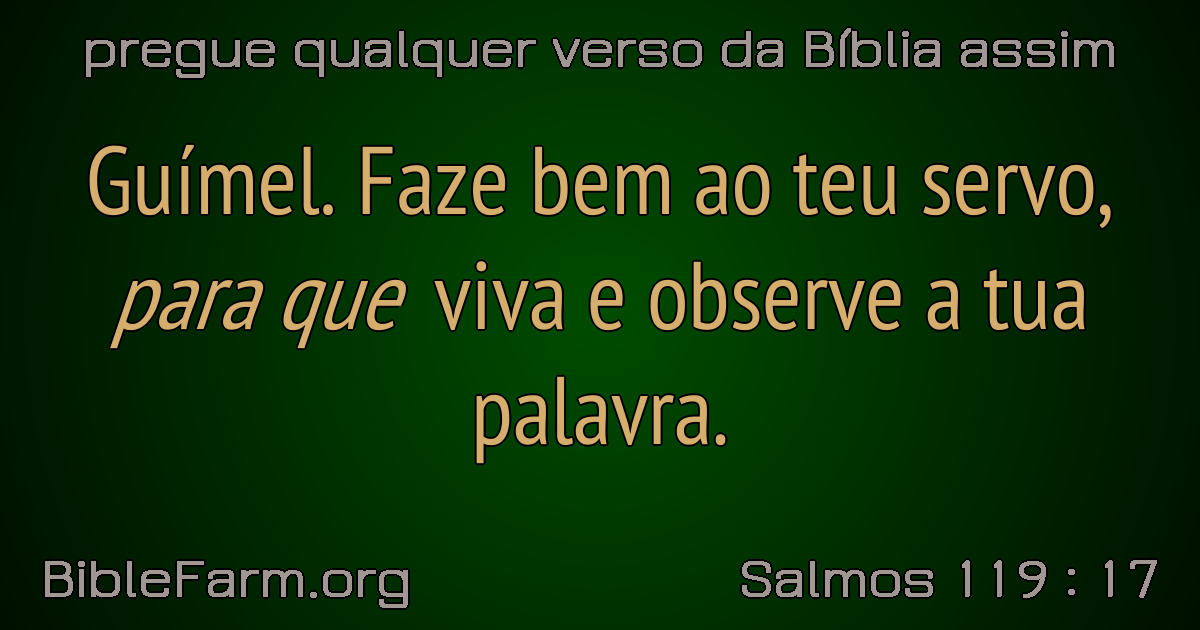 pregue qualquer verso da Bíblia assim
Guímel. Faze bem ao teu servo,
para que viva e observe a tua
palavra.
BibleFarm.org
Salmos 119 : 17